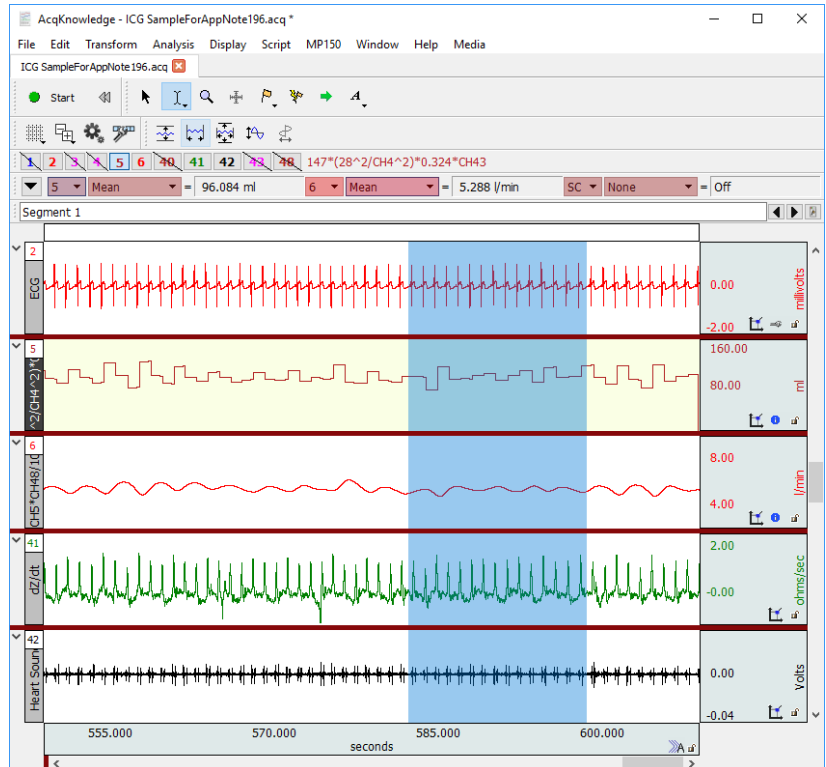 AcqKnowledge - ICG SampleForAppNote196.acq *
File Edit Transform Analysis Display Script MP150 Window Help Media
ICG SampleForAppNote196.acq
Start
1 2 3 4 5 6 40 41 42 43 48 147*(28^2/CH4^2)*0.324*CH43
5 Mean = 96.084 ml 6 Mean = 5.288 l/min SC None = Off
Segment 1
2
ECG
0.00
-2.00
millivolts
5
^2/CH4^2)*(
160.00
80.00
ml
6
CH5*CH48/10
8.00
4.00
l/min
41
dZ/dt
2.00
-0.00
ohms/sec
42
Heart Soun
0.00
-0.04
Volts
555.000 570.000 585.000 600.000
seconds
A